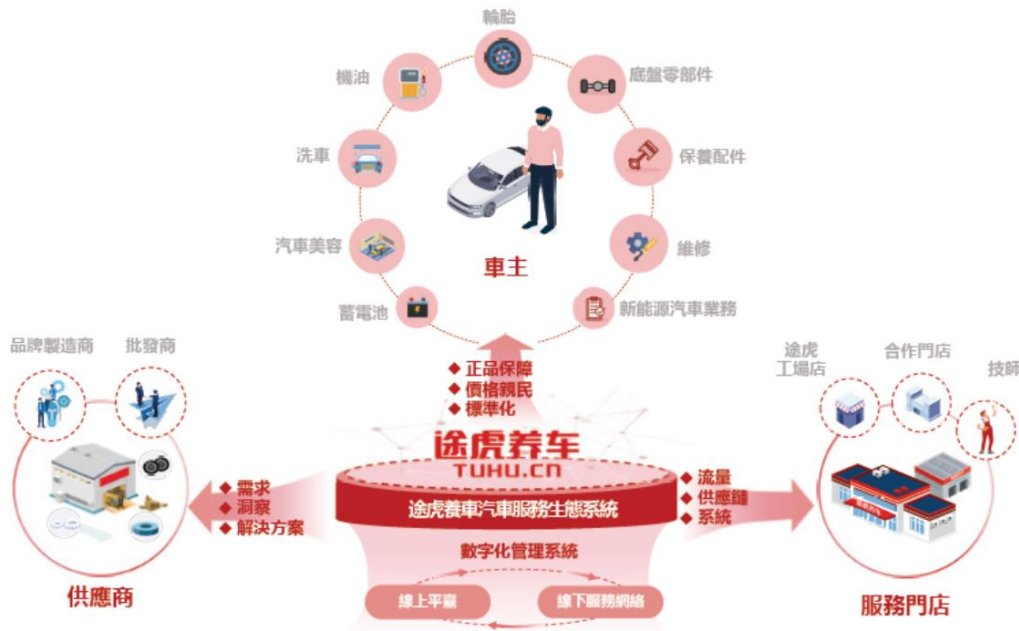 輪胎
機油
底盤零部件
洗車
保養配件
汽車美容
維修
車主
蓄電池
新能源汽車業務
品牌製造商
批發商
正品保障
價格親民
標準化
途虎
工場店
合作門店
技師
途虎养车
TUHU.CN
需求
洞察
解決方案
途虎養車汽車服務生態系統
流量
供應鏈
系統
數字化管理系統
線上平臺
線下服務網絡
供應商
服務門店